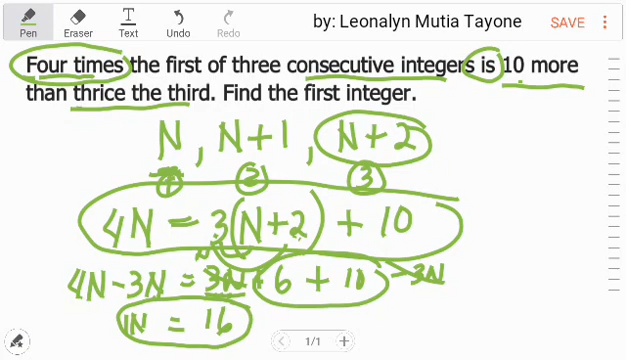 Pen
Eraser
Text
Undo
Redo
by: Leonalyn Mutia Tayone
SAVE
Four times the first of three consecutive integers is 10 more
than thrice the third. Find the first integer.
N, N+1, N+2
1 2 3
4N = 3(N+2) + 10
4N-3N = 3N + 6 + 10 -3N
1N = 16
1/1